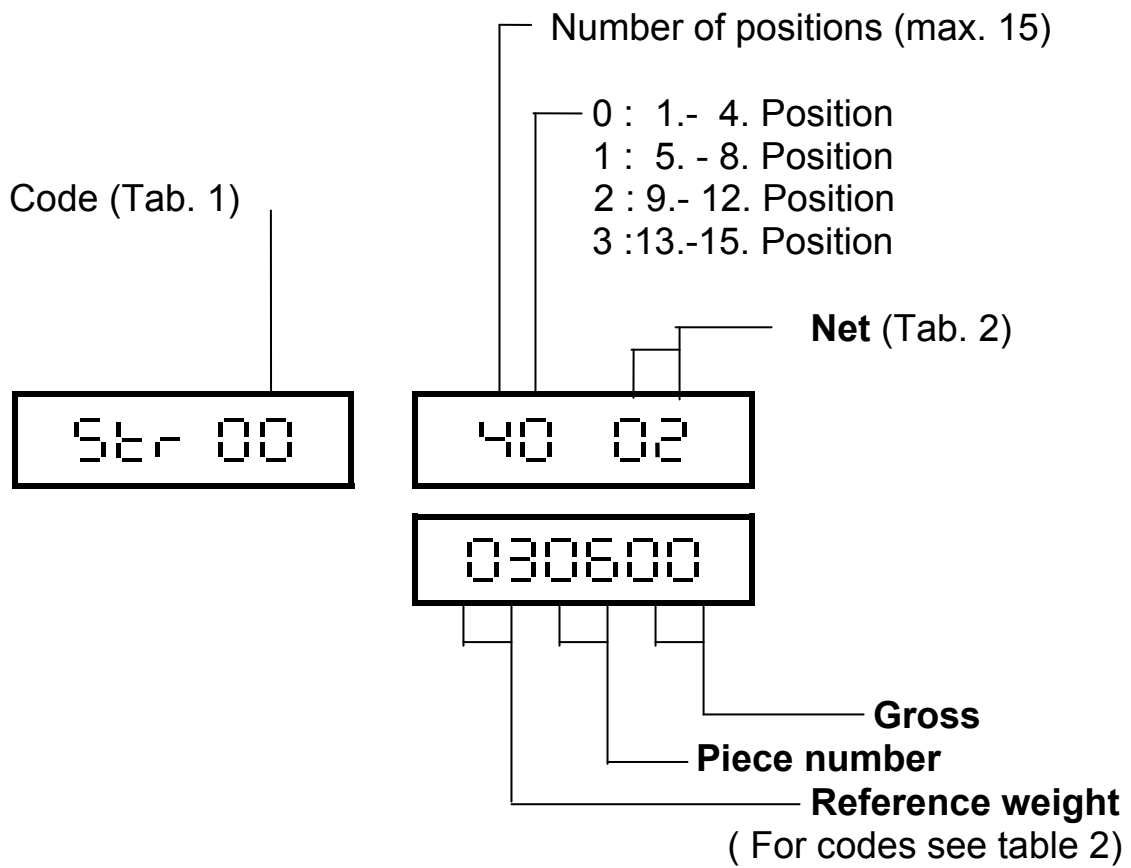 Number of positions (max. 15)
0 : 1.- 4. Position
1 : 5. - 8. Position
2 : 9.- 12. Position
3 :13.-15. Position
Code (Tab. 1)
Net (Tab. 2)
Str 00
40 02
030600
Gross
Piece number
Reference weight
( For codes see table 2)